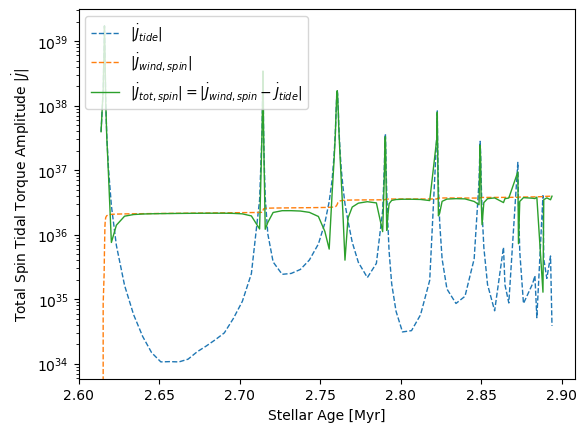 |J̇_tide|
|J̇_wind,spin|
|J̇_tot,spin| = |J̇_wind,spin − J̇_tide|
Total Spin Tidal Torque Amplitude |J̇|
10^39
10^38
10^37
10^36
10^35
10^34
2.60 2.65 2.70 2.75 2.80 2.85 2.90
Stellar Age [Myr]